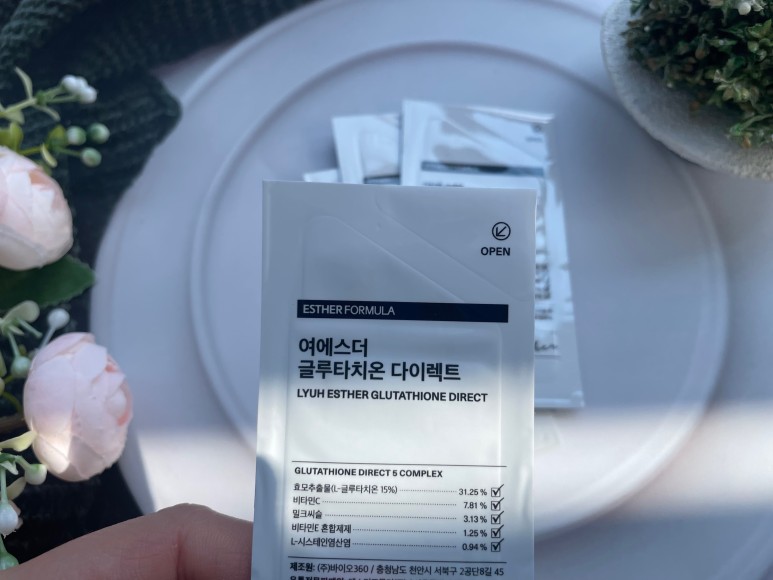 OPEN
ESTHER FORMULA
여에스더
글루타치온 다이렉트
LYUH ESTHER GLUTATHIONE DIRECT
GLUTATHIONE DIRECT 5 COMPLEX
효모추출물(L-글루타치온 15%) 31.25 %
비타민C 7.81 %
밀크씨슬 3.13 %
비타민E 혼합제제 1.25 %
L-시스테인염산염 0.94 %
제조원: (주)바이오360 / 충청남도 천안시 서북구 2공단8길 45